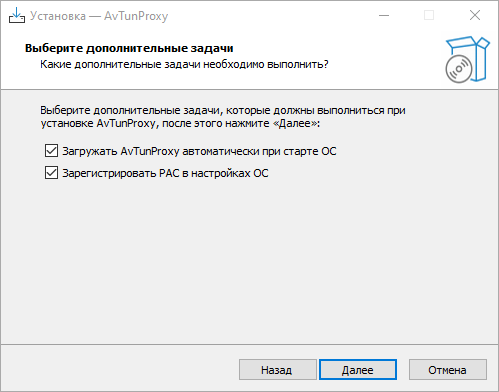 Установка — AvTunProxy
Выберите дополнительные задачи
Какие дополнительные задачи необходимо выполнить?
Выберите дополнительные задачи, которые должны выполниться при
установке AvTunProxy, после этого нажмите «Далее»:
Загружать AvTunProxy автоматически при старте ОС
Зарегистрировать PAC в настройках ОС
Назад
Далее
Отмена